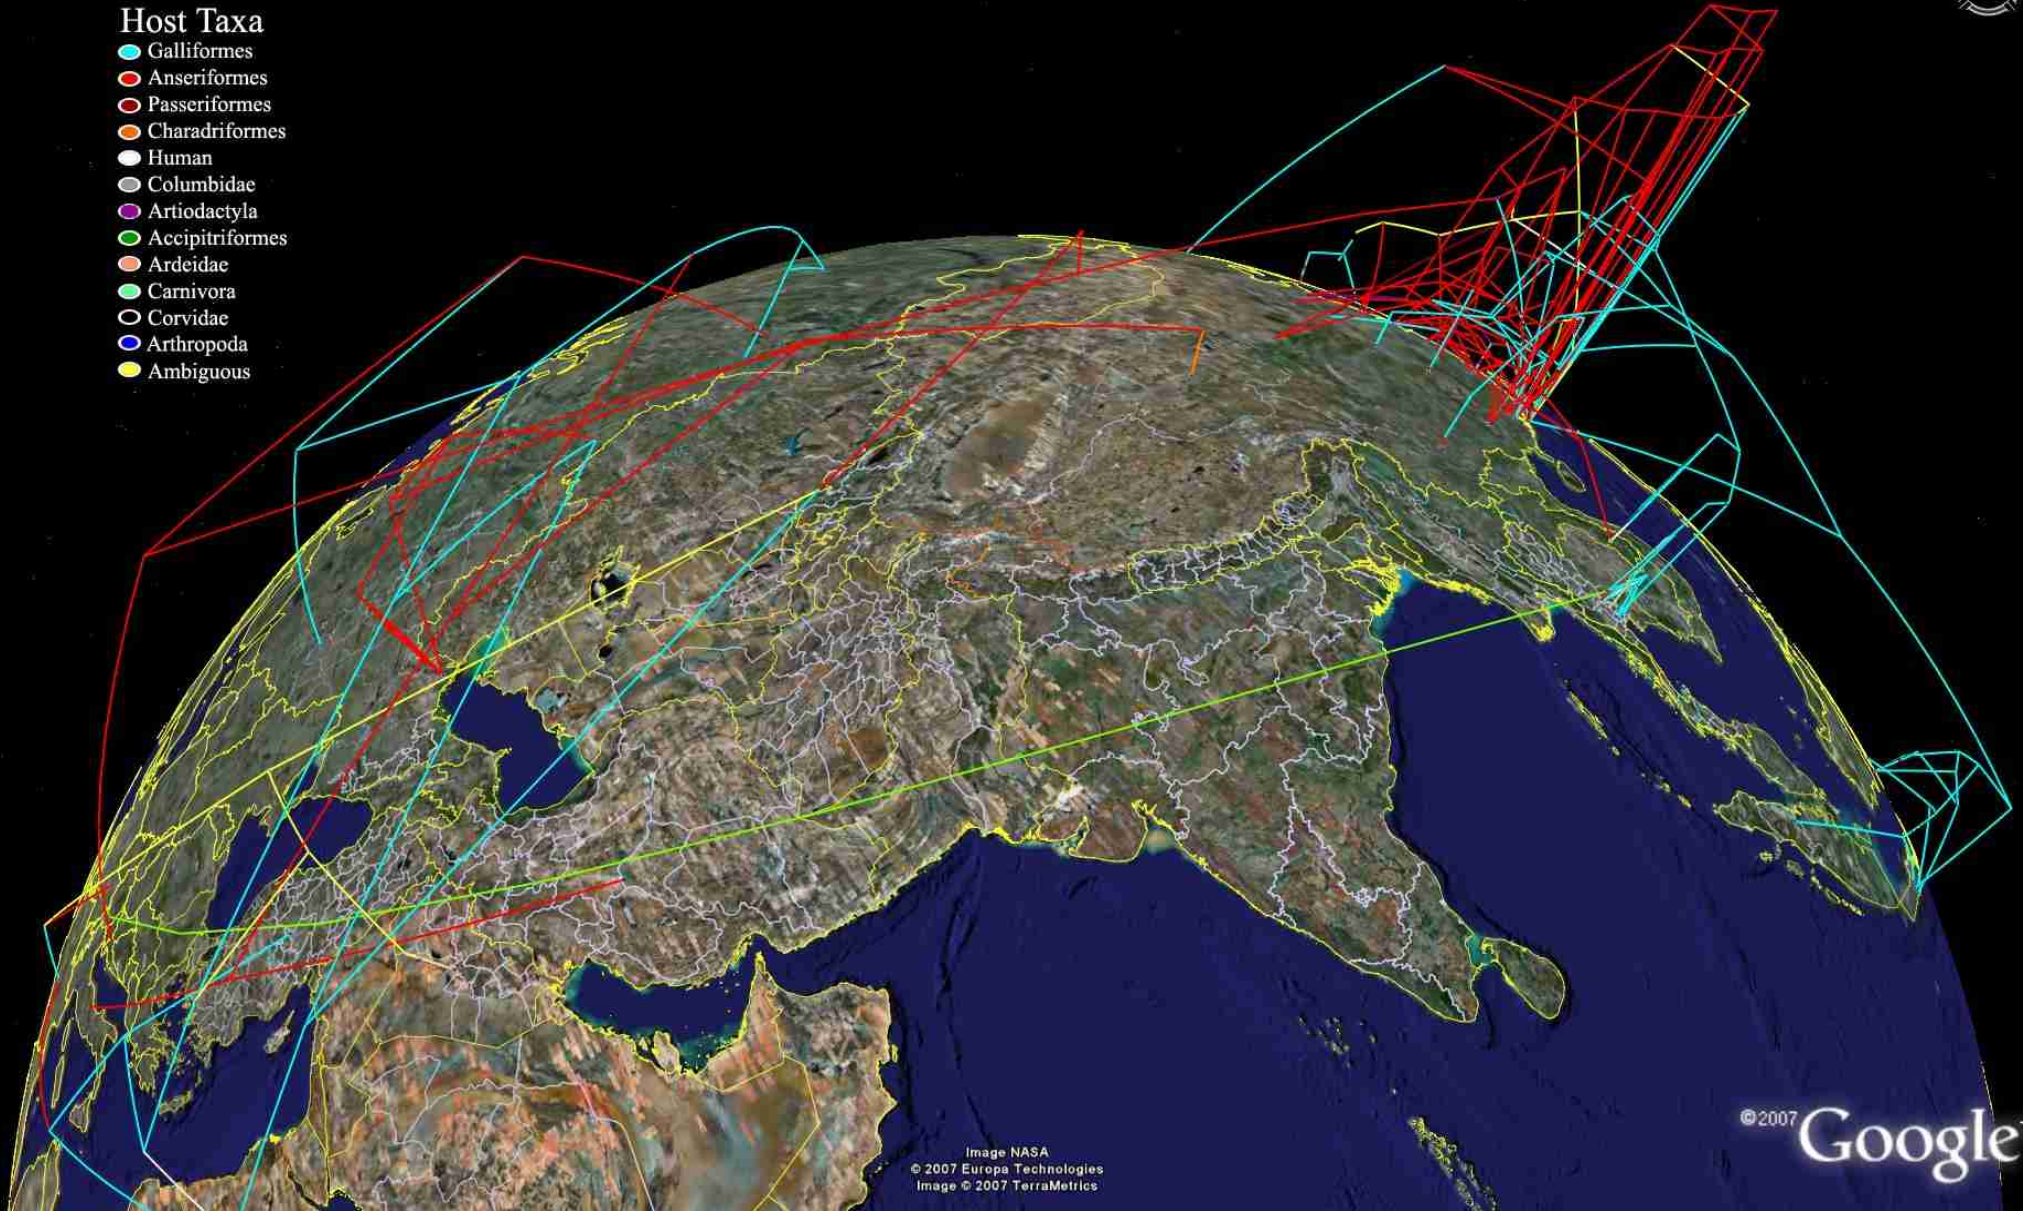 Host Taxa
Galliformes
Anseriformes
Passeriformes
Charadriformes
Human
Columbidae
Artiodactyla
Accipitriformes
Ardeidae
Carnivora
Corvidae
Arthropoda
Ambiguous
©2007 Google
Image NASA
© 2007 Europa Technologies
Image © 2007 TerraMetrics